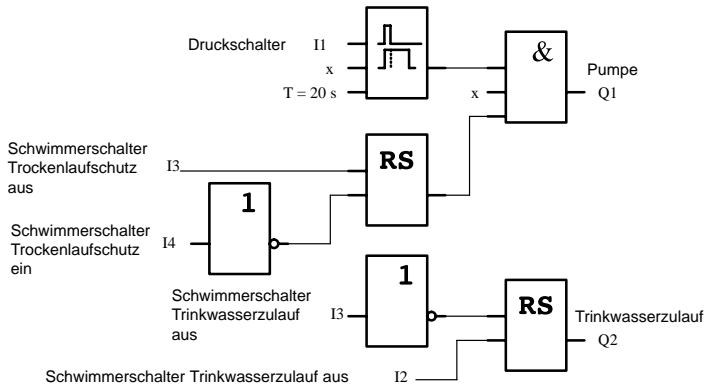 Druckschalter I1
x
T = 20 s
&
x
Pumpe
Q1
Schwimmerschalter
Trockenlaufschutz
aus
I3
RS
1
Schwimmerschalter
Trockenlaufschutz
ein
I4
1
Schwimmerschalter
Trinkwasserzulauf
aus
I3
RS
Trinkwasserzulauf
Q2
Schwimmerschalter Trinkwasserzulauf aus I2